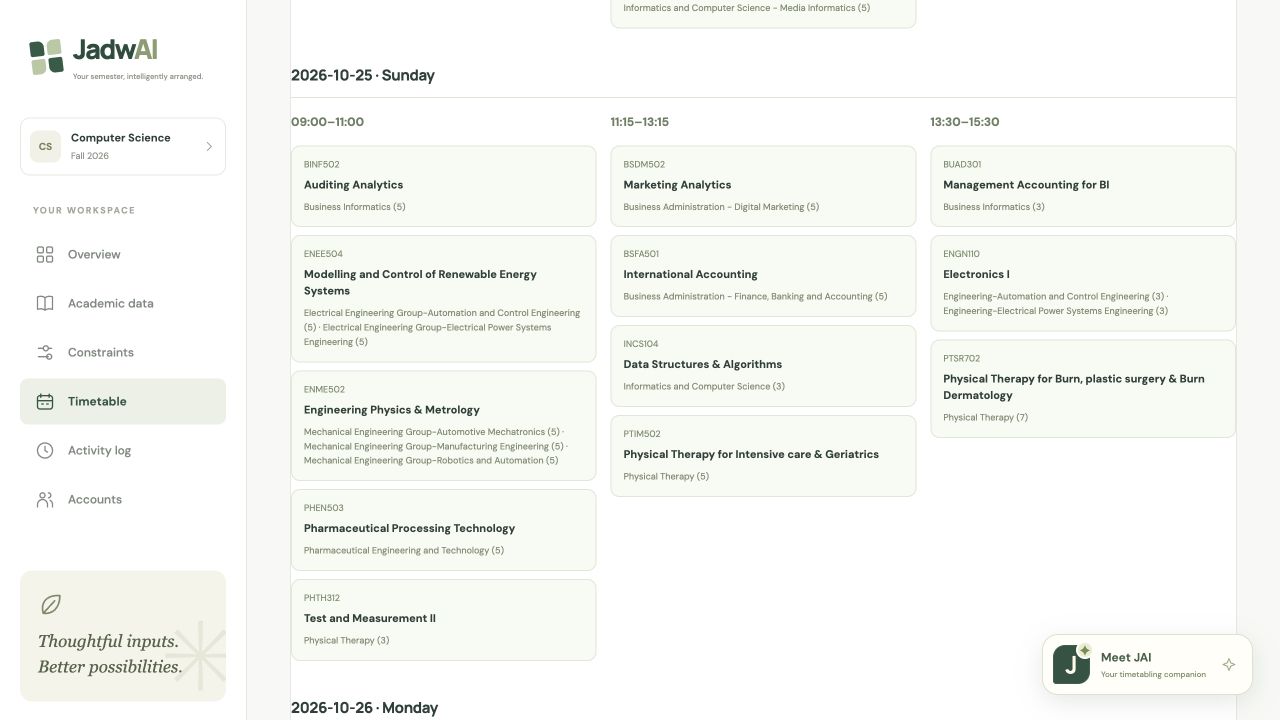 JadwAI
Your semester, intelligently arranged.
CS
Computer Science
Fall 2026
YOUR WORKSPACE
Overview
Academic data
Constraints
Timetable
Activity log
Accounts
Thoughtful inputs.
Better possibilities.
Informatics and Computer Science - Media Informatics (5)
2026-10-25 · Sunday
09:00–11:00
BINF502
Auditing Analytics
Business Informatics (5)
ENEE504
Modelling and Control of Renewable Energy
Systems
Electrical Engineering Group-Automation and Control Engineering
(5) · Electrical Engineering Group-Electrical Power Systems
Engineering (5)
ENME502
Engineering Physics & Metrology
Mechanical Engineering Group-Automotive Mechatronics (5) ·
Mechanical Engineering Group-Manufacturing Engineering (5) ·
Mechanical Engineering Group-Robotics and Automation (5)
PHEN503
Pharmaceutical Processing Technology
Pharmaceutical Engineering and Technology (5)
PHTH312
Test and Measurement II
Physical Therapy (3)
11:15–13:15
BSDM502
Marketing Analytics
Business Administration - Digital Marketing (5)
BSFA501
International Accounting
Business Administration - Finance, Banking and Accounting (5)
INCS104
Data Structures & Algorithms
Informatics and Computer Science (3)
PTIM502
Physical Therapy for Intensive care & Geriatrics
Physical Therapy (5)
13:30–15:30
BUAD301
Management Accounting for BI
Business Informatics (3)
ENGN110
Electronics I
Engineering-Automation and Control Engineering (3) ·
Engineering-Electrical Power Systems Engineering (3)
PTSR702
Physical Therapy for Burn, plastic surgery & Burn
Dermatology
Physical Therapy (7)
2026-10-26 · Monday
J
Meet JAI
Your timetabling companion